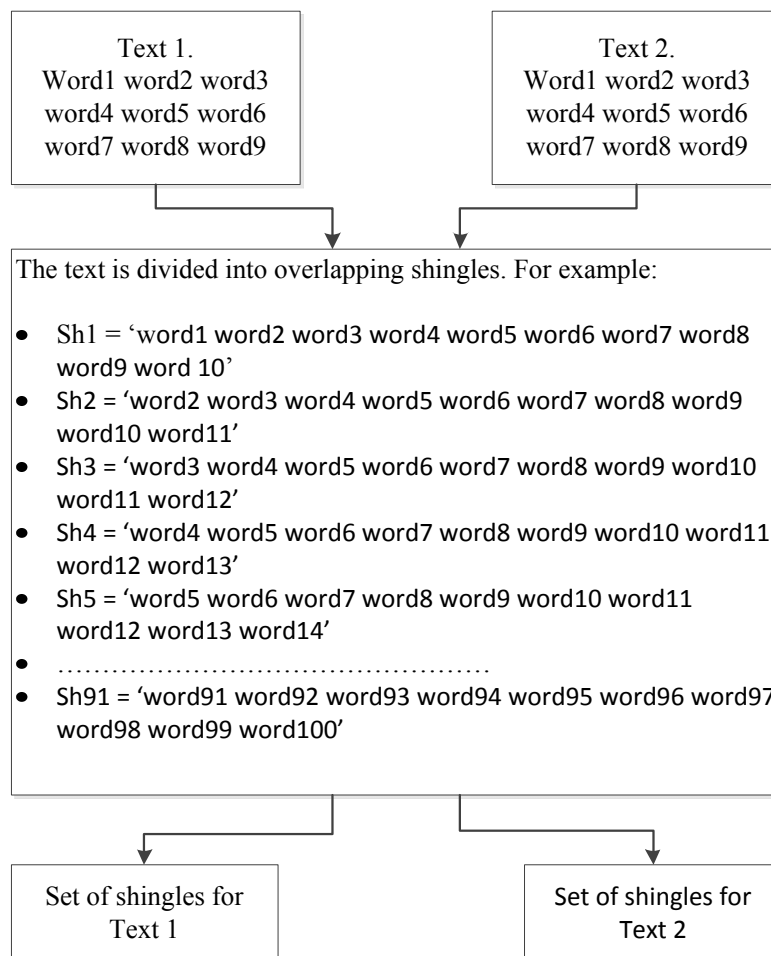 Text 1.
Word1 word2 word3
word4 word5 word6
word7 word8 word9
Text 2.
Word1 word2 word3
word4 word5 word6
word7 word8 word9
The text is divided into overlapping shingles. For example:
• Sh1 = ‘word1 word2 word3 word4 word5 word6 word7 word8
word9 word 10’
• Sh2 = ‘word2 word3 word4 word5 word6 word7 word8 word9
word10 word11’
• Sh3 = ‘word3 word4 word5 word6 word7 word8 word9 word10
word11 word12’
• Sh4 = ‘word4 word5 word6 word7 word8 word9 word10 word11
word12 word13’
• Sh5 = ‘word5 word6 word7 word8 word9 word10 word11
word12 word13 word14’
• …………………………………………
• Sh91 = ‘word91 word92 word93 word94 word95 word96 word97
word98 word99 word100’
Set of shingles for
Text 1
Set of shingles for
Text 2